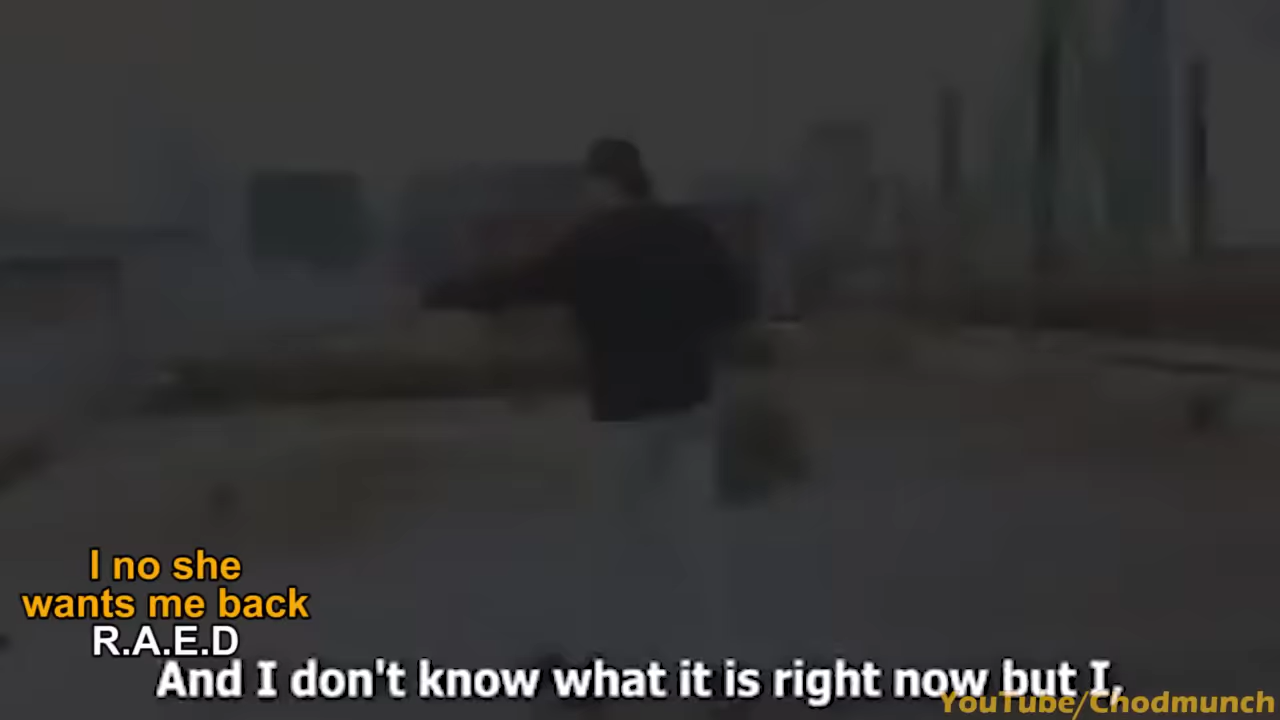 I no she
wants me back
R.A.E.D
And I don't know what it is right now but I,
YouTube/Chodmunch